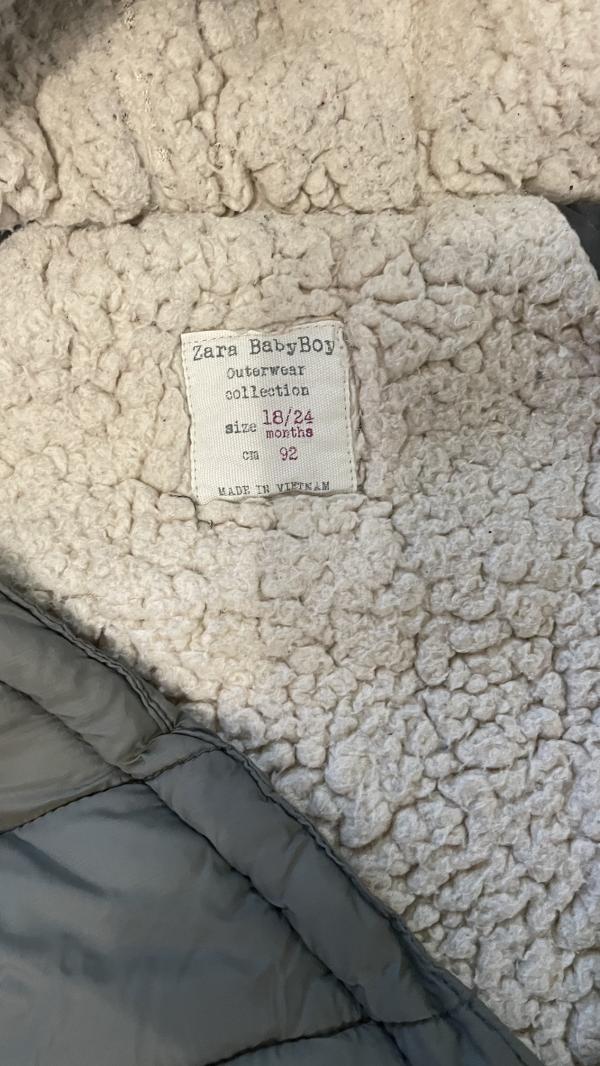 Zara BabyBoy
Outerwear
collection
size 18/24
months
cm 92
MADE IN VIETNAM